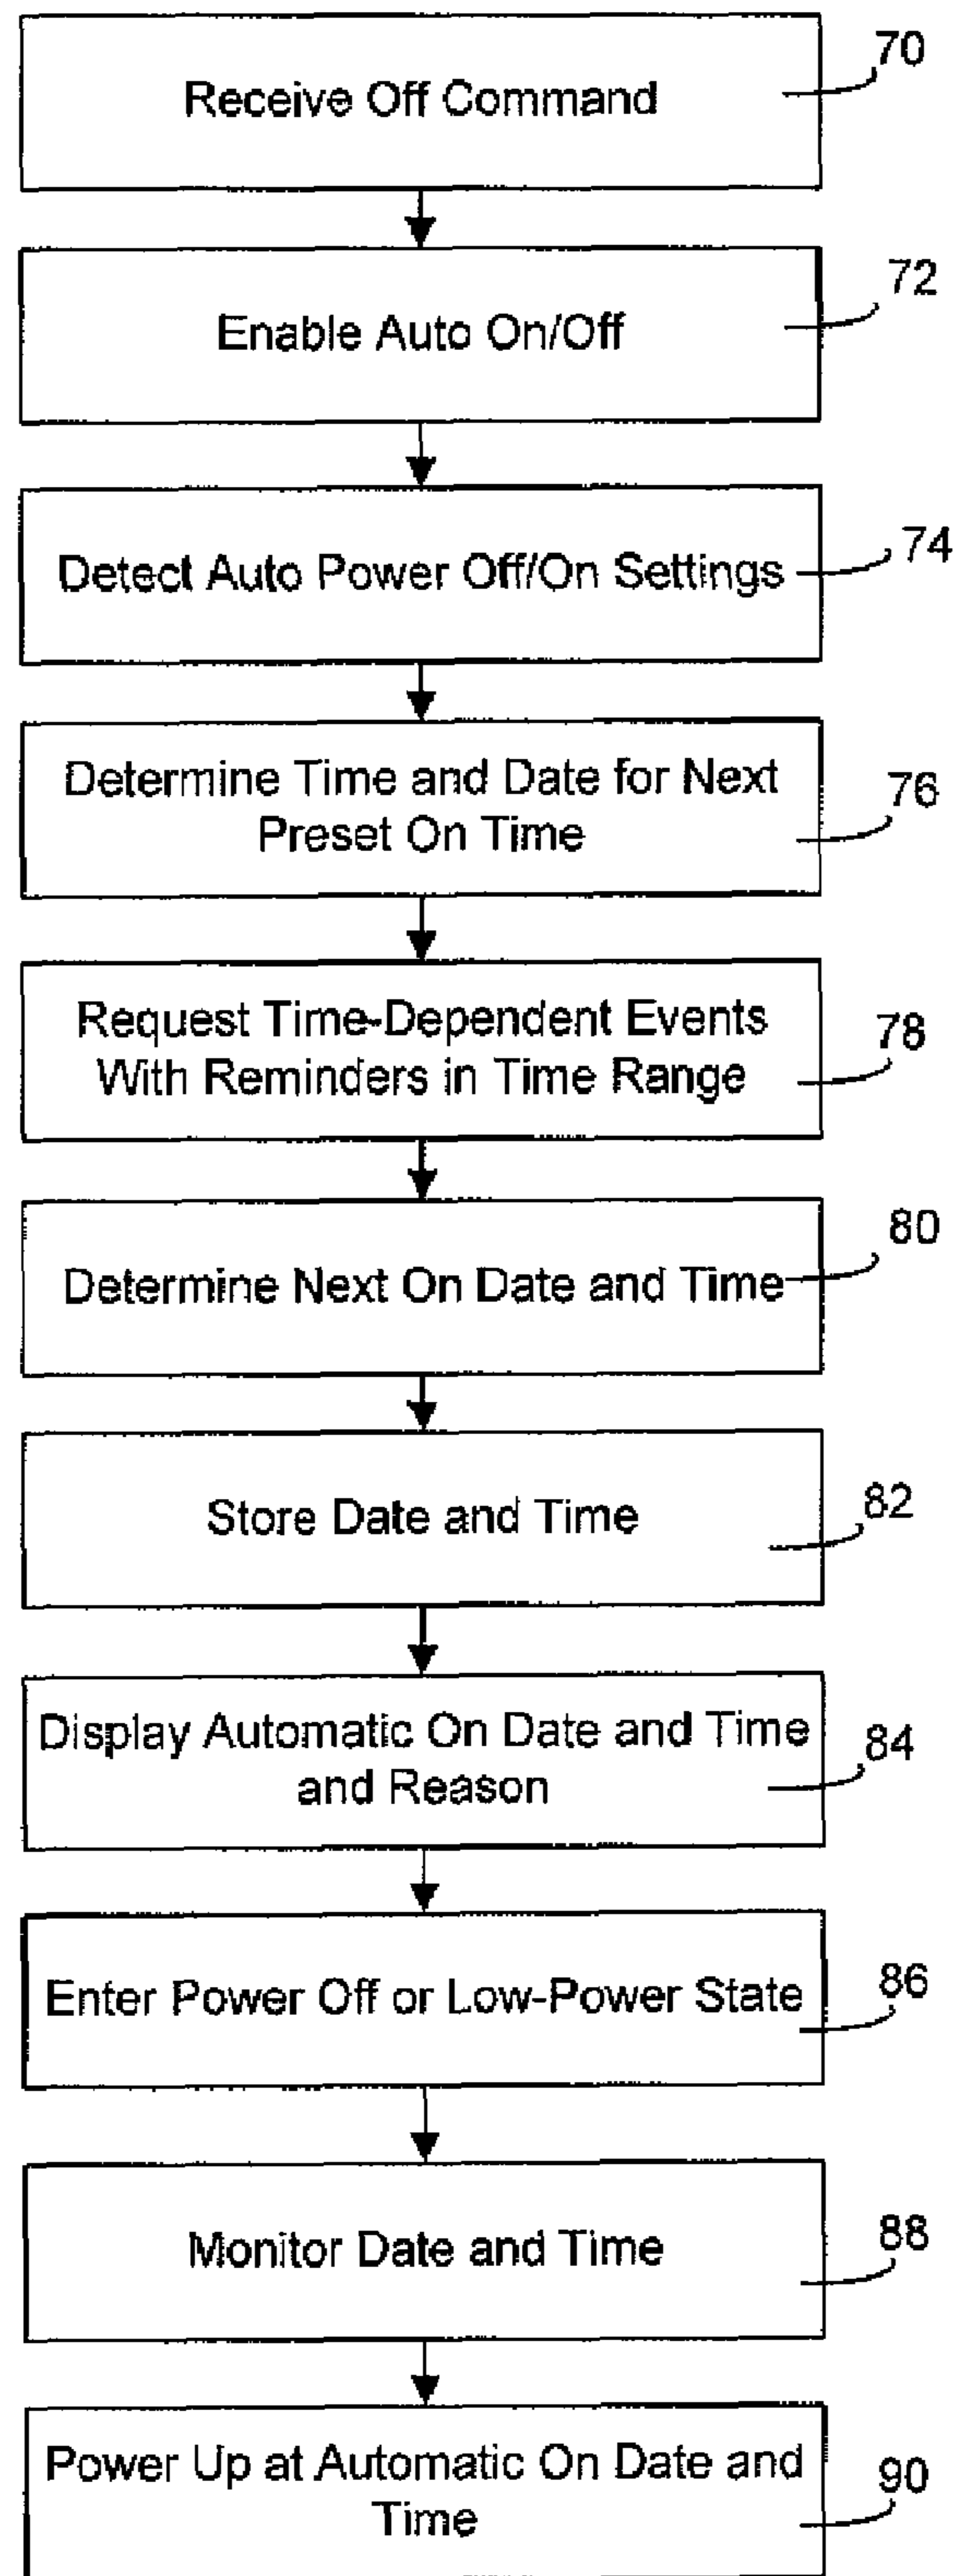 Receive Off Command
70
Enable Auto On/Off
72
Detect Auto Power Off/On Settings
74
Determine Time and Date for Next
Preset On Time
76
Request Time-Dependent Events
With Reminders in Time Range
78
Determine Next On Date and Time
80
Store Date and Time
82
Display Automatic On Date and Time
and Reason
84
Enter Power Off or Low-Power State
86
Monitor Date and Time
88
Power Up at Automatic On Date and
Time
90